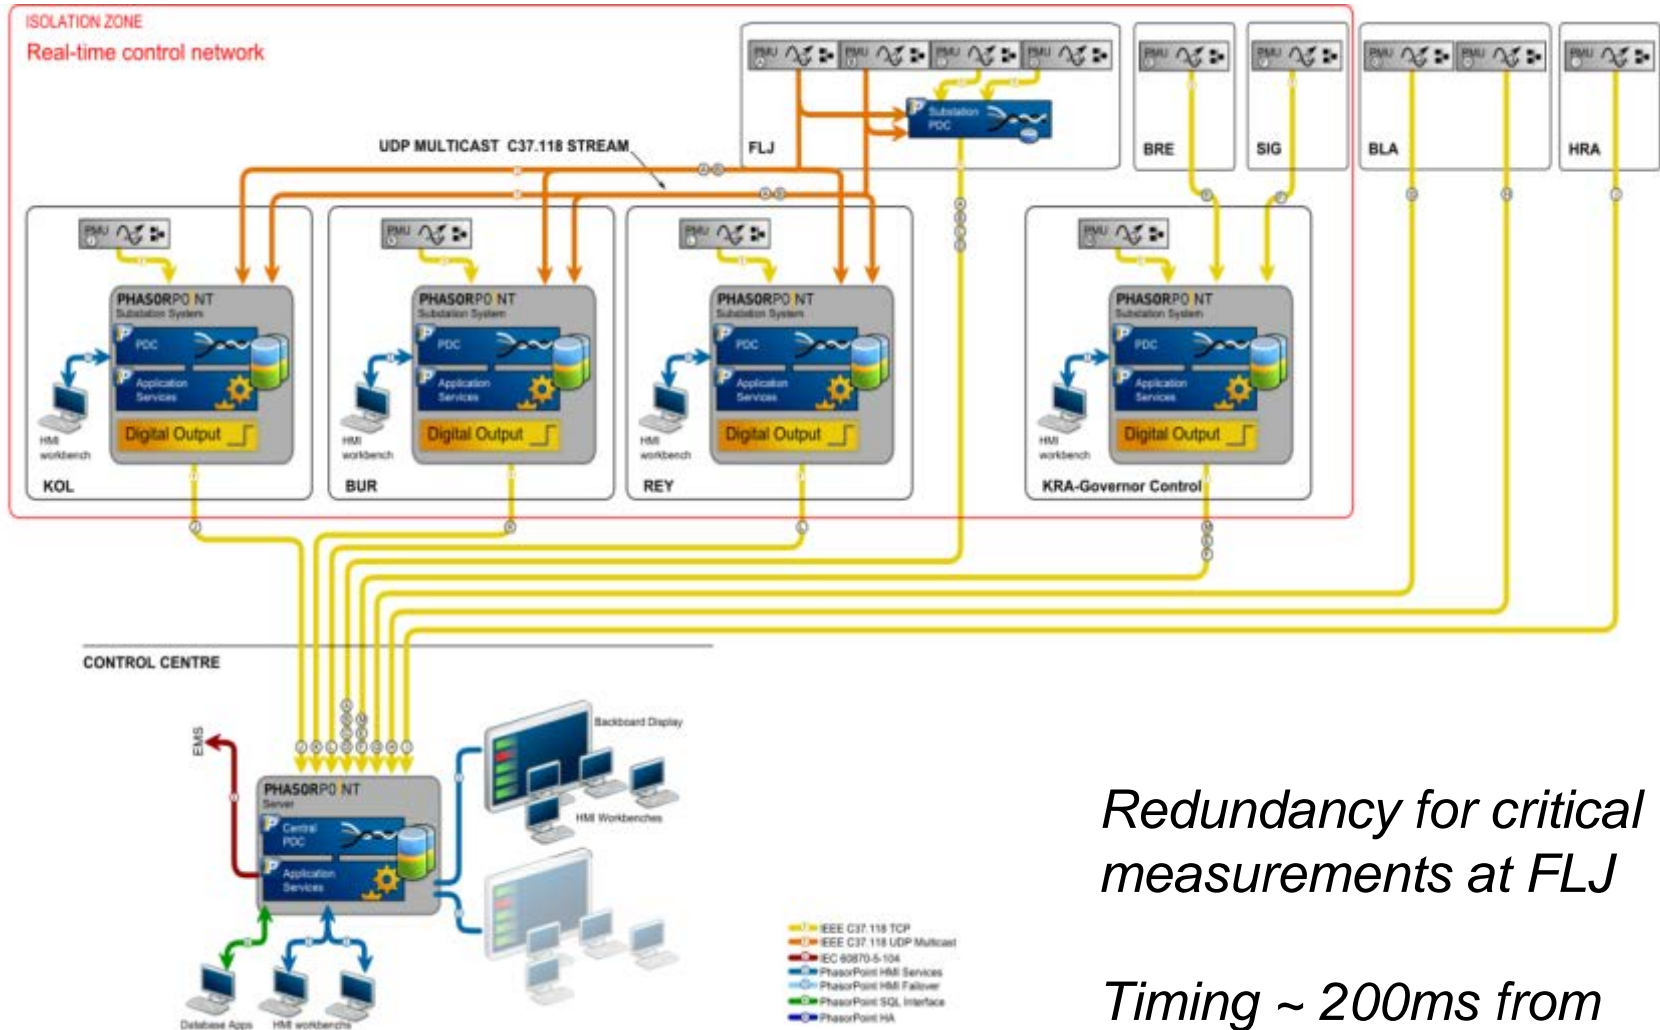 ISOLATION ZONE
Real-time control network
PMU PMU PMU PMU
Substation
PDC
FLJ
PMU
BRE
PMU
SIG
PMU PMU
BLA
PMU
HRA
UDP MULTICAST C37.118 STREAM
PMU
PHASORPOINT
Substation System
PDC
Application
Services
Digital Output
HMI
workbench
KOL
PMU
PHASORPOINT
Substation System
PDC
Application
Services
Digital Output
HMI
workbench
BUR
PMU
PHASORPOINT
Substation System
PDC
Application
Services
Digital Output
HMI
workbench
REY
PMU
PHASORPOINT
Substation System
PDC
Application
Services
Digital Output
HMI
workbench
KRA-Governor Control
CONTROL CENTRE
EMS
PHASORPOINT
Server
Central
PDC
Application
Services
Backboard Display
HMI Workbenches
Database Apps
HMI workbenchs
IEEE C37.118 TCP
IEEE C37.118 UDP Multicast
IEC 60870-5-104
PhasorPoint HMI Services
PhasorPoint HMI Failover
PhasorPoint SQL Interface
PhasorPoint HA
Redundancy for critical
measurements at FLJ
Timing ~ 200ms from